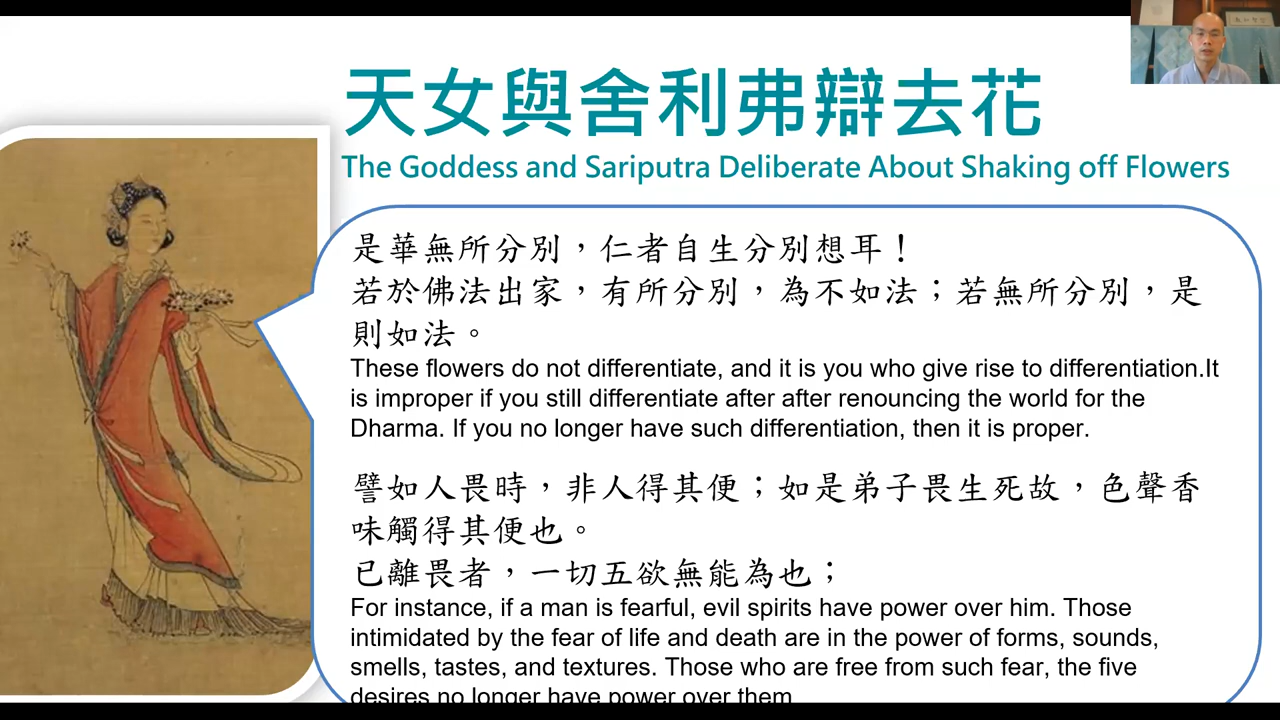 天女與舍利弗辯去花
The Goddess and Sariputra Deliberate About Shaking off Flowers
是華無所分別，仁者自生分別想耳！
若於佛法出家，有所分別，為不如法；若無所分別，是
則如法。
These flowers do not differentiate, and it is you who give rise to differentiation.It
is improper if you still differentiate after after renouncing the world for the
Dharma. If you no longer have such differentiation, then it is proper.
譬如人畏時，非人得其便；如是弟子畏生死故，色聲香
味觸得其便也。
已離畏者，一切五欲無能為也；
For instance, if a man is fearful, evil spirits have power over him. Those
intimidated by the fear of life and death are in the power of forms, sounds,
smells, tastes, and textures. Those who are free from such fear, the five
desires no longer have power over them